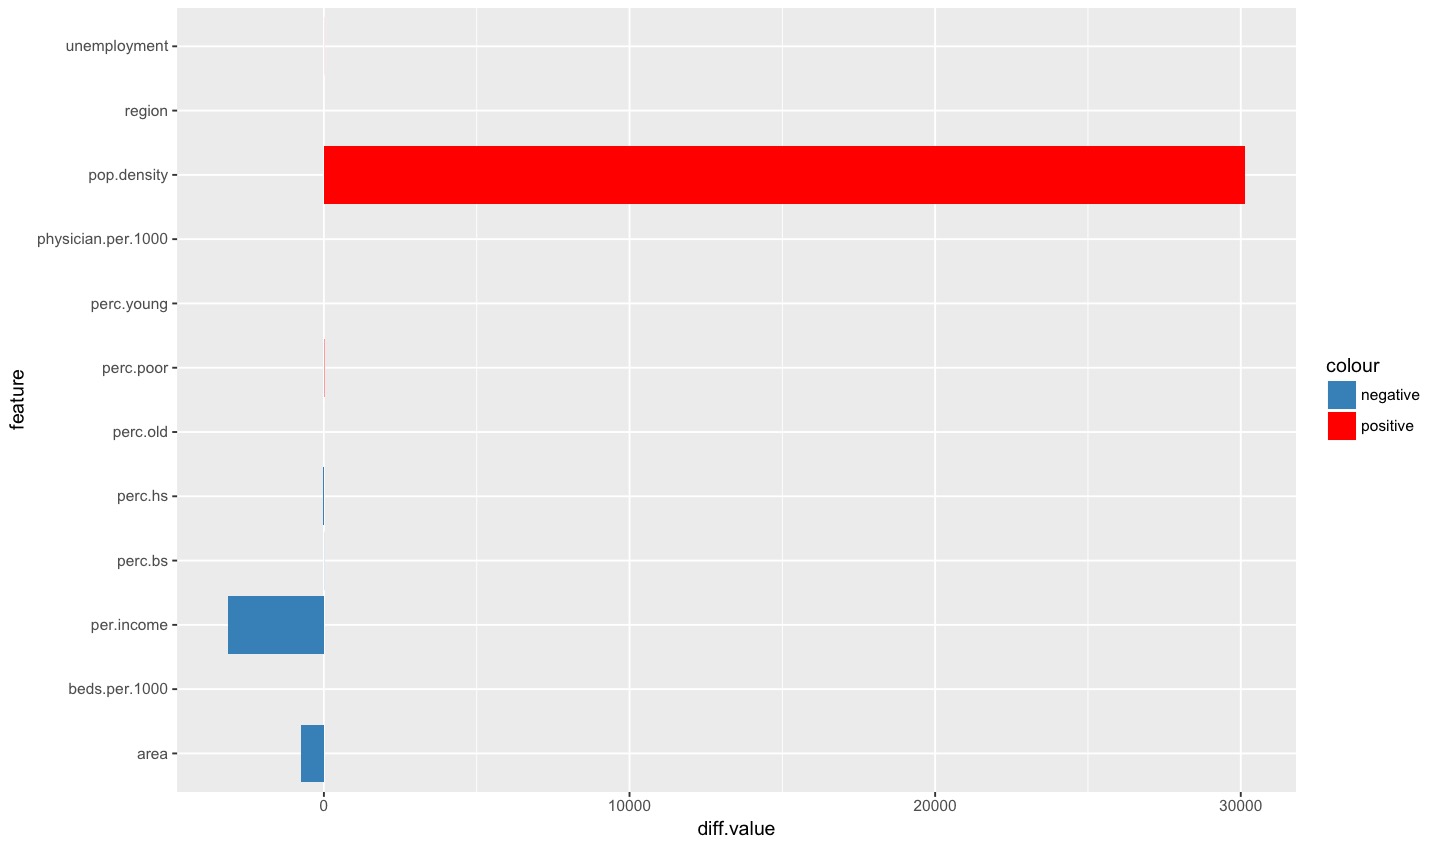 unemployment
region
pop.density
physician.per.1000
perc.young
perc.poor
perc.old
perc.hs
perc.bs
per.income
beds.per.1000
area
feature
0 10000 20000 30000
diff.value
colour
negative
positive